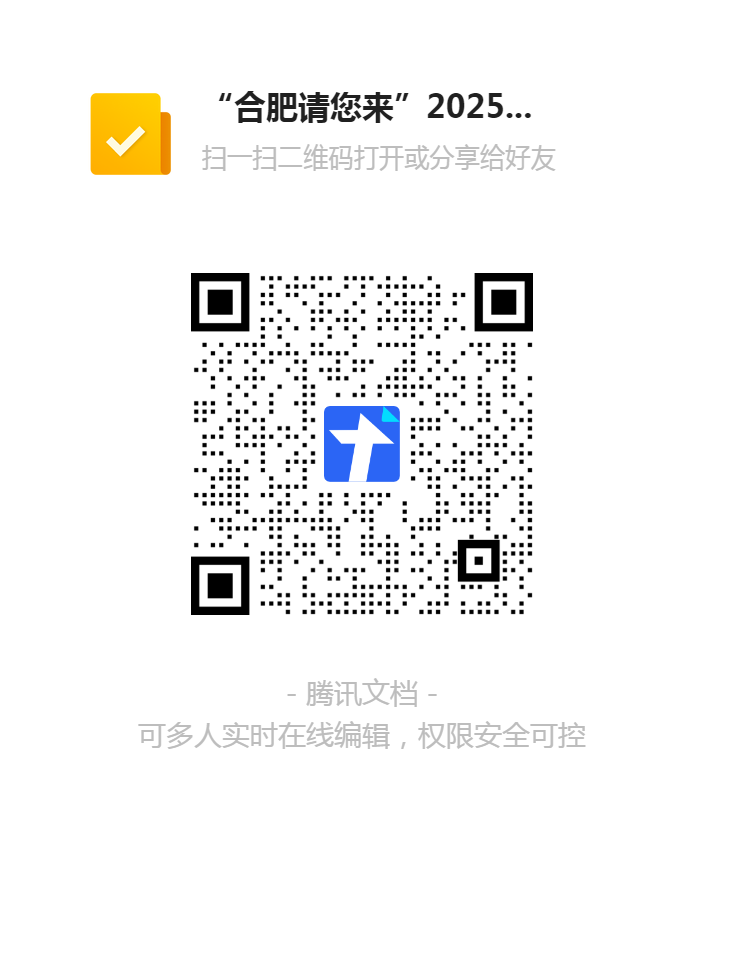 “合肥请您来”2025...
扫一扫二维码打开或分享给好友
- 腾讯文档 -
可多人实时在线编辑，权限安全可控